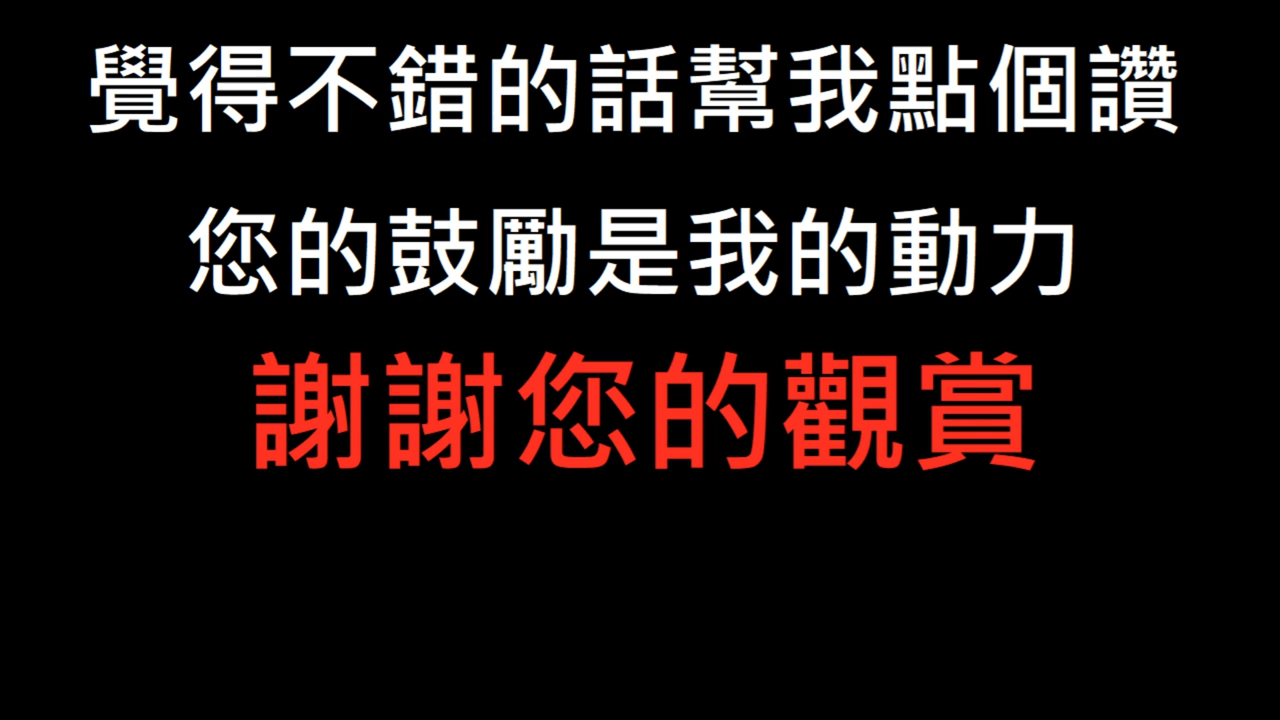 覺得不錯的話幫我點個讚
您的鼓勵是我的動力
謝謝您的觀賞